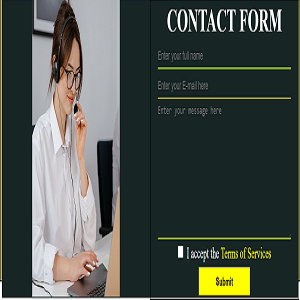 CONTACT FORM
Enter your full name
Enter your E-mail here
Enter your message here
I accept the Terms of Services
Submit